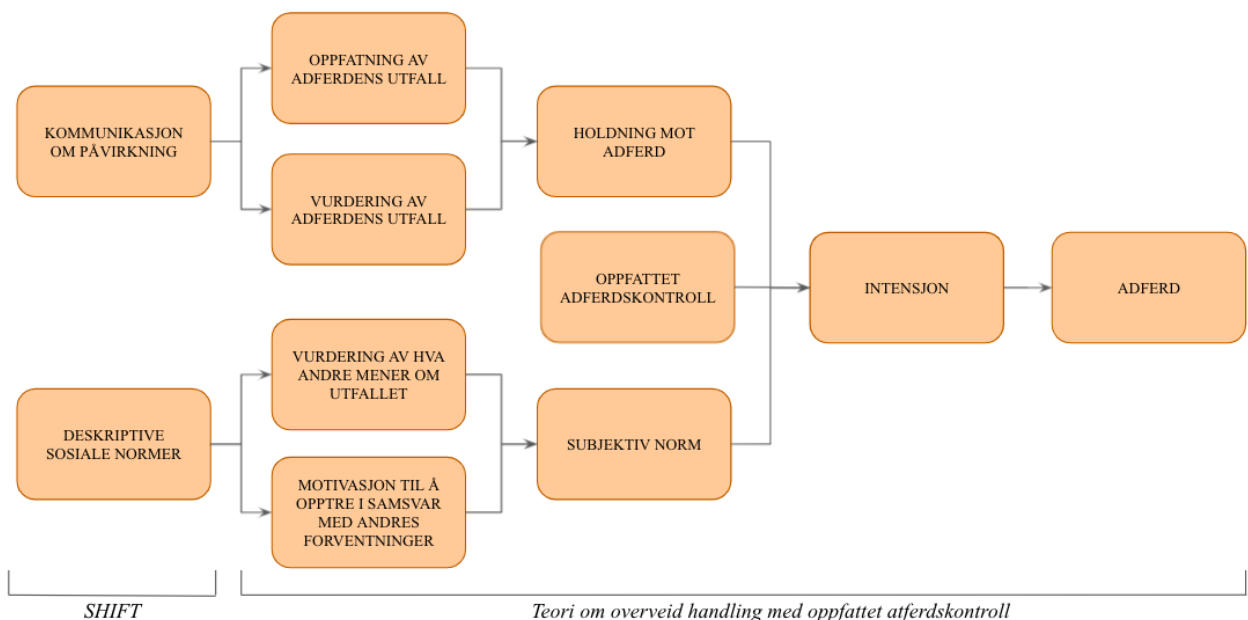 KOMMUNIKASJON
OM PÅVIRKNING
OPPFATNING AV
ADFERDENS UTFALL
VURDERING AV
ADFERDENS UTFALL
HOLDNING MOT
ADFERD
OPPFATTET
ADFERDSKONTROLL
INTENSJON
ADFERD
DESKRIPTIVE
SOSIALE NORMER
VURDERING AV HVA
ANDRE MENER OM
UTFALLET
MOTIVASJON TIL Å
OPPTRE I SAMSVAR
MED ANDRES
FORVENTNINGER
SUBJEKTIV NORM
SHIFT
Teori om overveid handling med oppfattet atferdskontroll